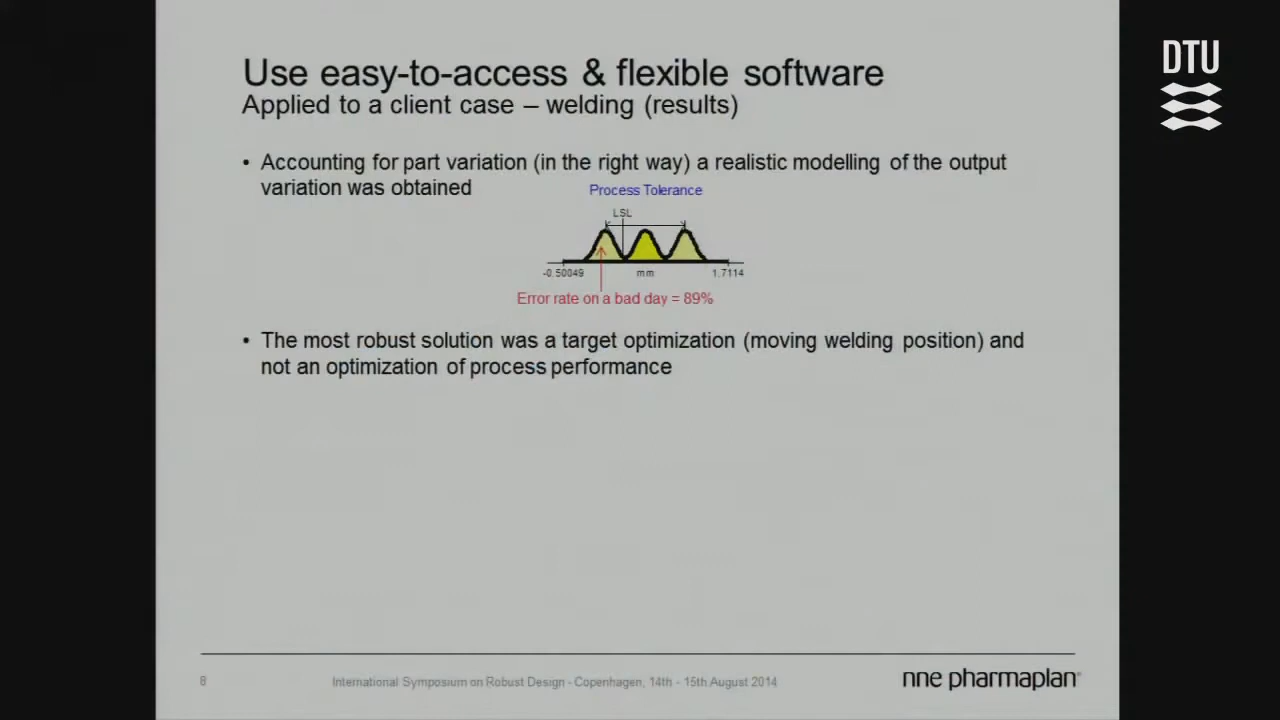 DTU
Use easy-to-access & flexible software
Applied to a client case – welding (results)
• Accounting for part variation (in the right way) a realistic modelling of the output
variation was obtained
Process Tolerance
LSL
-0.50049 mm 1.7114
Error rate on a bad day = 89%
• The most robust solution was a target optimization (moving welding position) and
not an optimization of process performance
8 International Symposium on Robust Design - Copenhagen, 14th - 15th August 2014 nne pharmaplan®